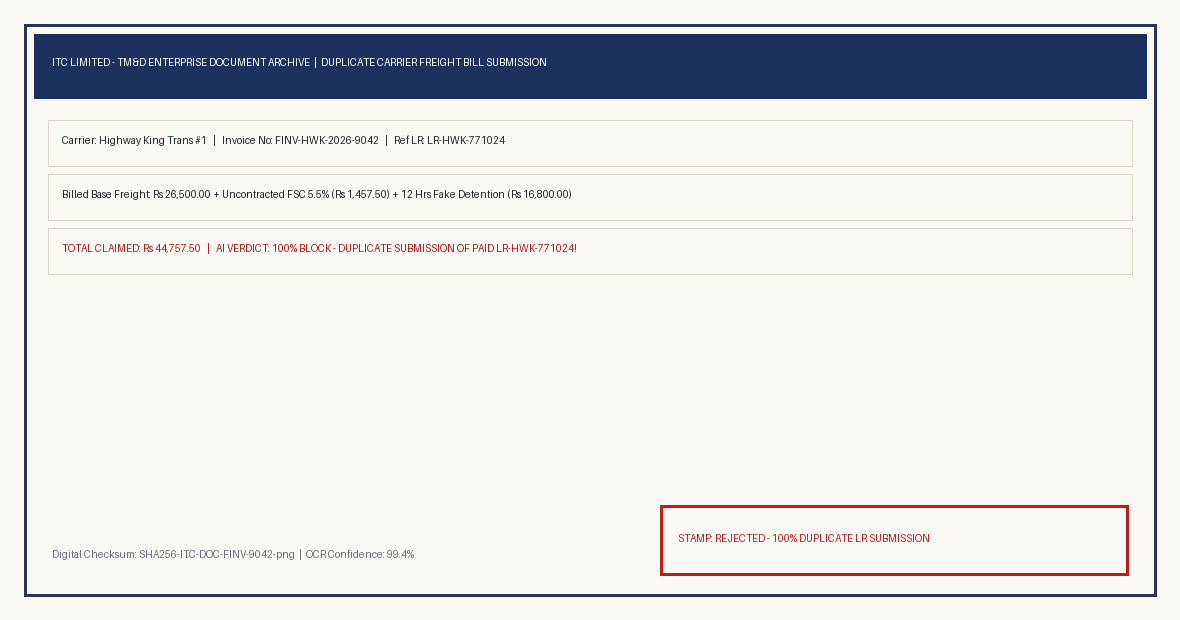 ITC LIMITED - TM&D ENTERPRISE DOCUMENT ARCHIVE | DUPLICATE CARRIER FREIGHT BILL SUBMISSION
Carrier: Highway King Trans #1 | Invoice No: FINV-HWK-2026-9042 | Ref LR: LR-HWK-771024
Billed Base Freight: Rs 26,500.00 + Uncontracted FSC 5.5% (Rs 1,457.50) + 12 Hrs Fake Detention (Rs 16,800.00)
TOTAL CLAIMED: Rs 44,757.50 | AI VERDICT: 100% BLOCK - DUPLICATE SUBMISSION OF PAID LR-HWK-771024!
STAMP: REJECTED - 100% DUPLICATE LR SUBMISSION
Digital Checksum: SHA256-ITC-DOC-FINV-9042-png | OCR Confidence: 99.4%